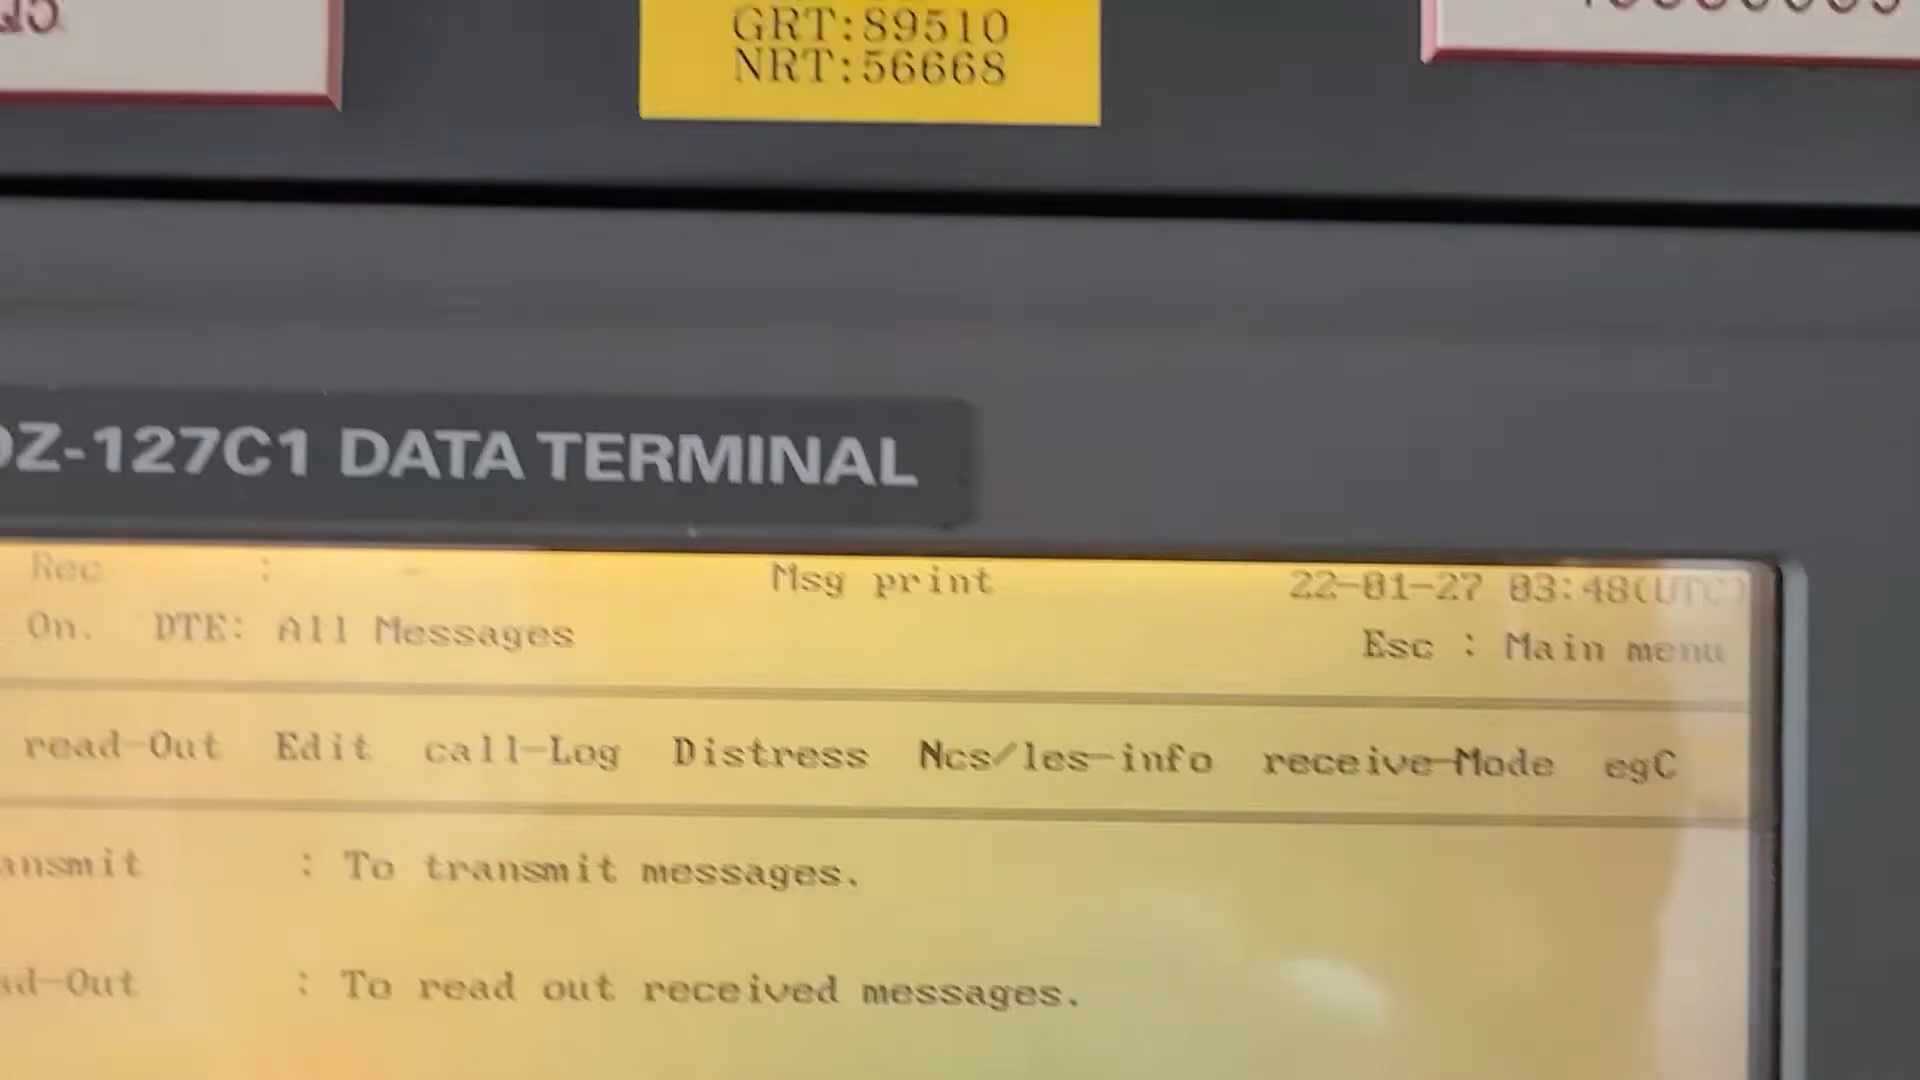 GRT:89510
NRT:56668
DZ-127C1 DATA TERMINAL
Rec : - Msg print 22-01-27 03:48(UTC)
On. DTE: All Messages Esc : Main menu
read-Out Edit call-Log Distress Ncs/les-info receive-Mode egC
ansmit : To transmit messages.
ad-Out : To read out received messages.